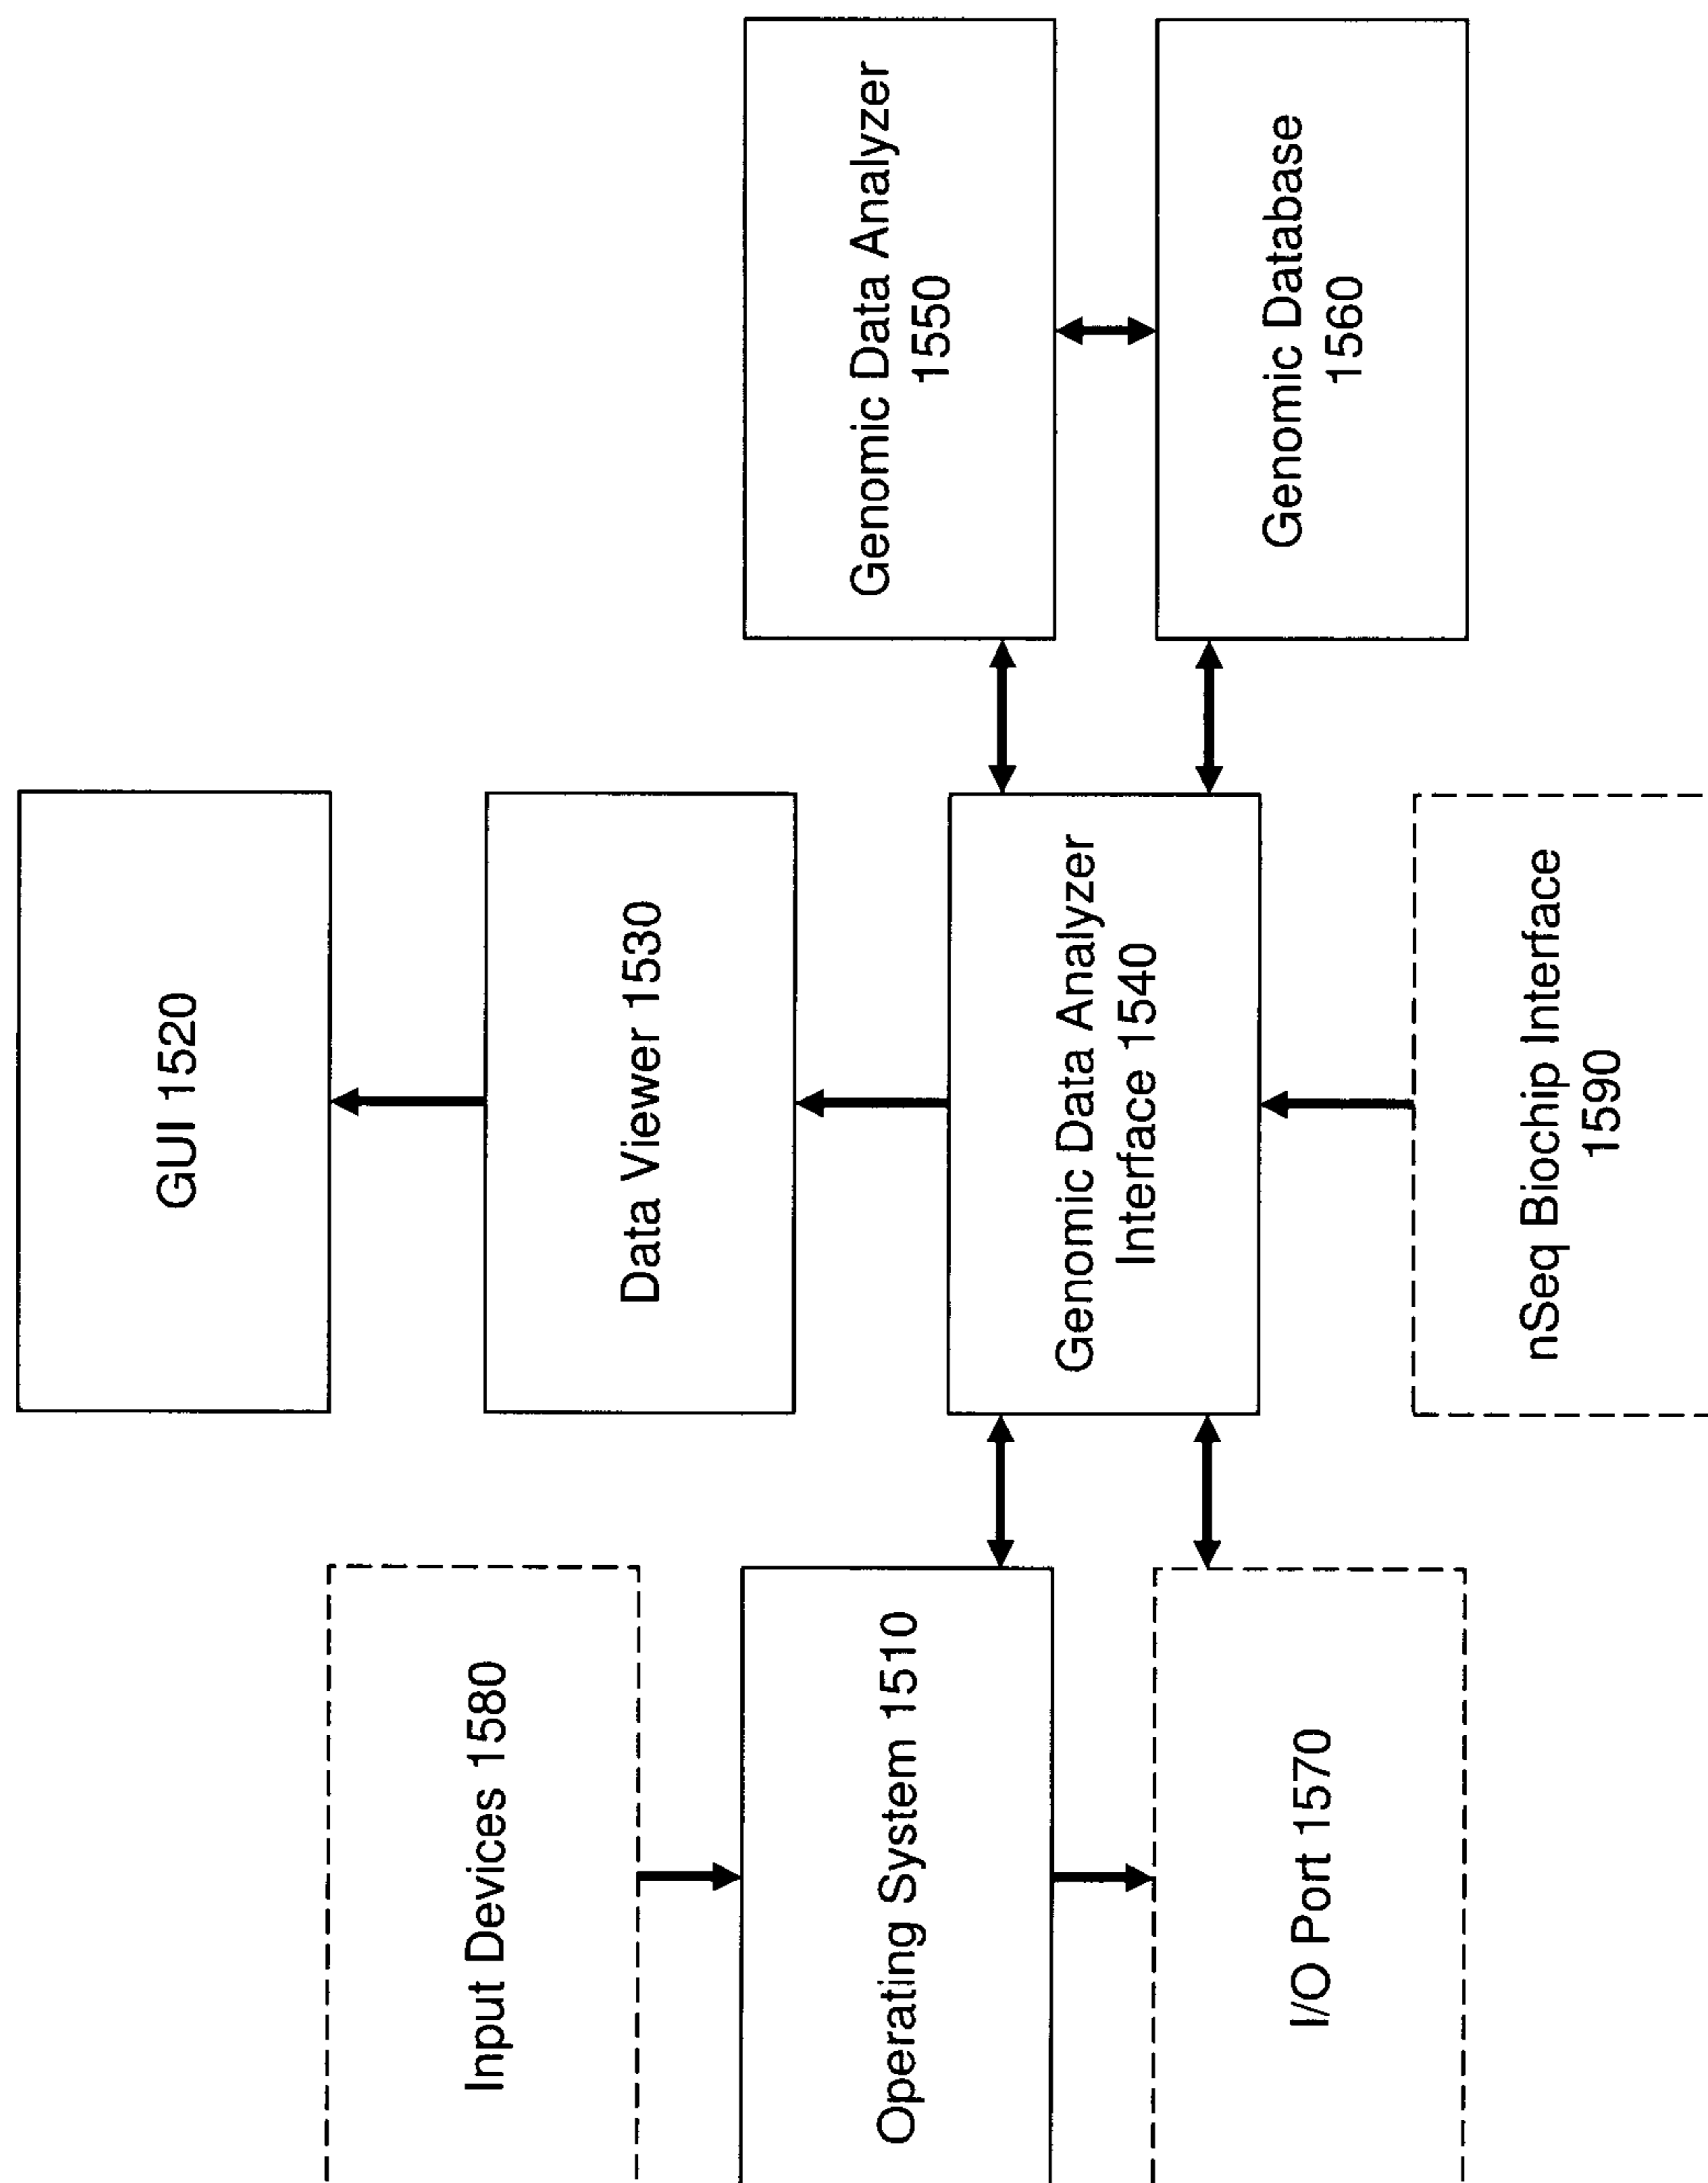 GUI 1520
Input Devices 1580
Data Viewer 1530
Operating System 1510
Genomic Data Analyzer
1550
Genomic Data Analyzer
Interface 1540
I/O Port 1570
Genomic Database
1560
nSeq Biochip Interface
1590